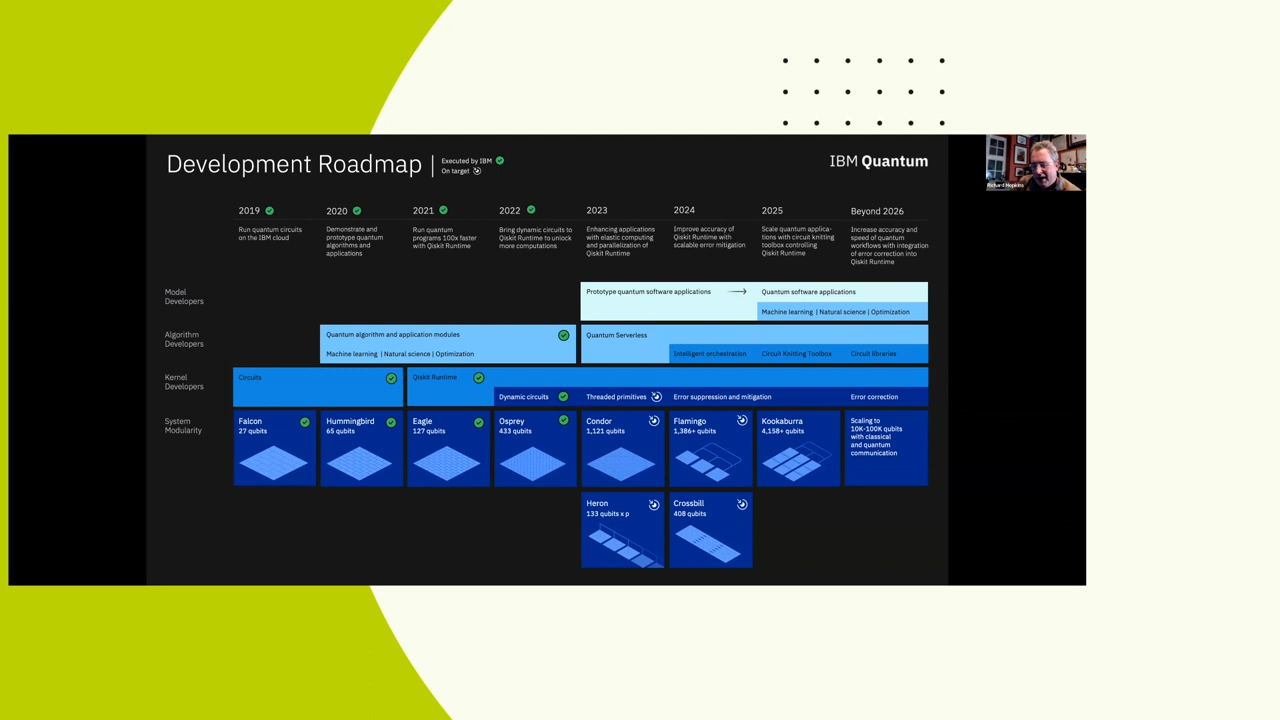 Development Roadmap
Executed by IBM
On target
IBM Quantum
Richard Hopkins
2019
2020
2021
2022
2023
2024
2025
Beyond 2026
Run quantum circuits
on the IBM cloud
Demonstrate and
prototype quantum
algorithms and
applications
Run quantum
programs 100x faster
with Qiskit Runtime
Bring dynamic circuits to
Qiskit Runtime to unlock
more computations
Enhancing applications
with elastic computing
and parallelization of
Qiskit Runtime
Improve accuracy of
Qiskit Runtime with
scalable error mitigation
Scale quantum applica-
tions with circuit knitting
toolbox controlling
Qiskit Runtime
Increase accuracy and
speed of quantum
workflows with integration
of error correction into
Qiskit Runtime
Model
Developers
Prototype quantum software applications
Quantum software applications
Machine learning | Natural science | Optimization
Algorithm
Developers
Quantum algorithm and application modules
Machine learning | Natural science | Optimization
Quantum Serverless
Intelligent orchestration
Circuit Knitting Toolbox
Circuit libraries
Kernel
Developers
Circuits
Qiskit Runtime
Dynamic circuits
Threaded primitives
Error suppression and mitigation
Error correction
System
Modularity
Falcon
27 qubits
Hummingbird
65 qubits
Eagle
127 qubits
Osprey
433 qubits
Condor
1,121 qubits
Flamingo
1,386+ qubits
Kookaburra
4,158+ qubits
Scaling to
10K-100K qubits
with classical
and quantum
communication
Heron
133 qubits x p
Crossbill
408 qubits